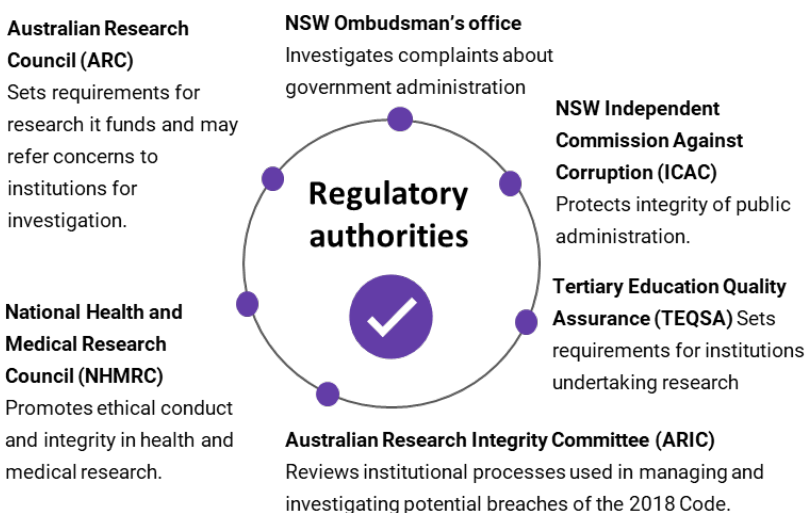 Australian Research
Council (ARC)
Sets requirements for
research it funds and may
refer concerns to
institutions for
investigation.
NSW Ombudsman’s office
Investigates complaints about
government administration
NSW Independent
Commission Against
Corruption (ICAC)
Protects integrity of public
administration.
Regulatory
authorities
Tertiary Education Quality
Assurance (TEQSA) Sets
requirements for institutions
undertaking research
National Health and
Medical Research
Council (NHMRC)
Promotes ethical conduct
and integrity in health and
medical research.
Australian Research Integrity Committee (ARIC)
Reviews institutional processes used in managing and
investigating potential breaches of the 2018 Code.